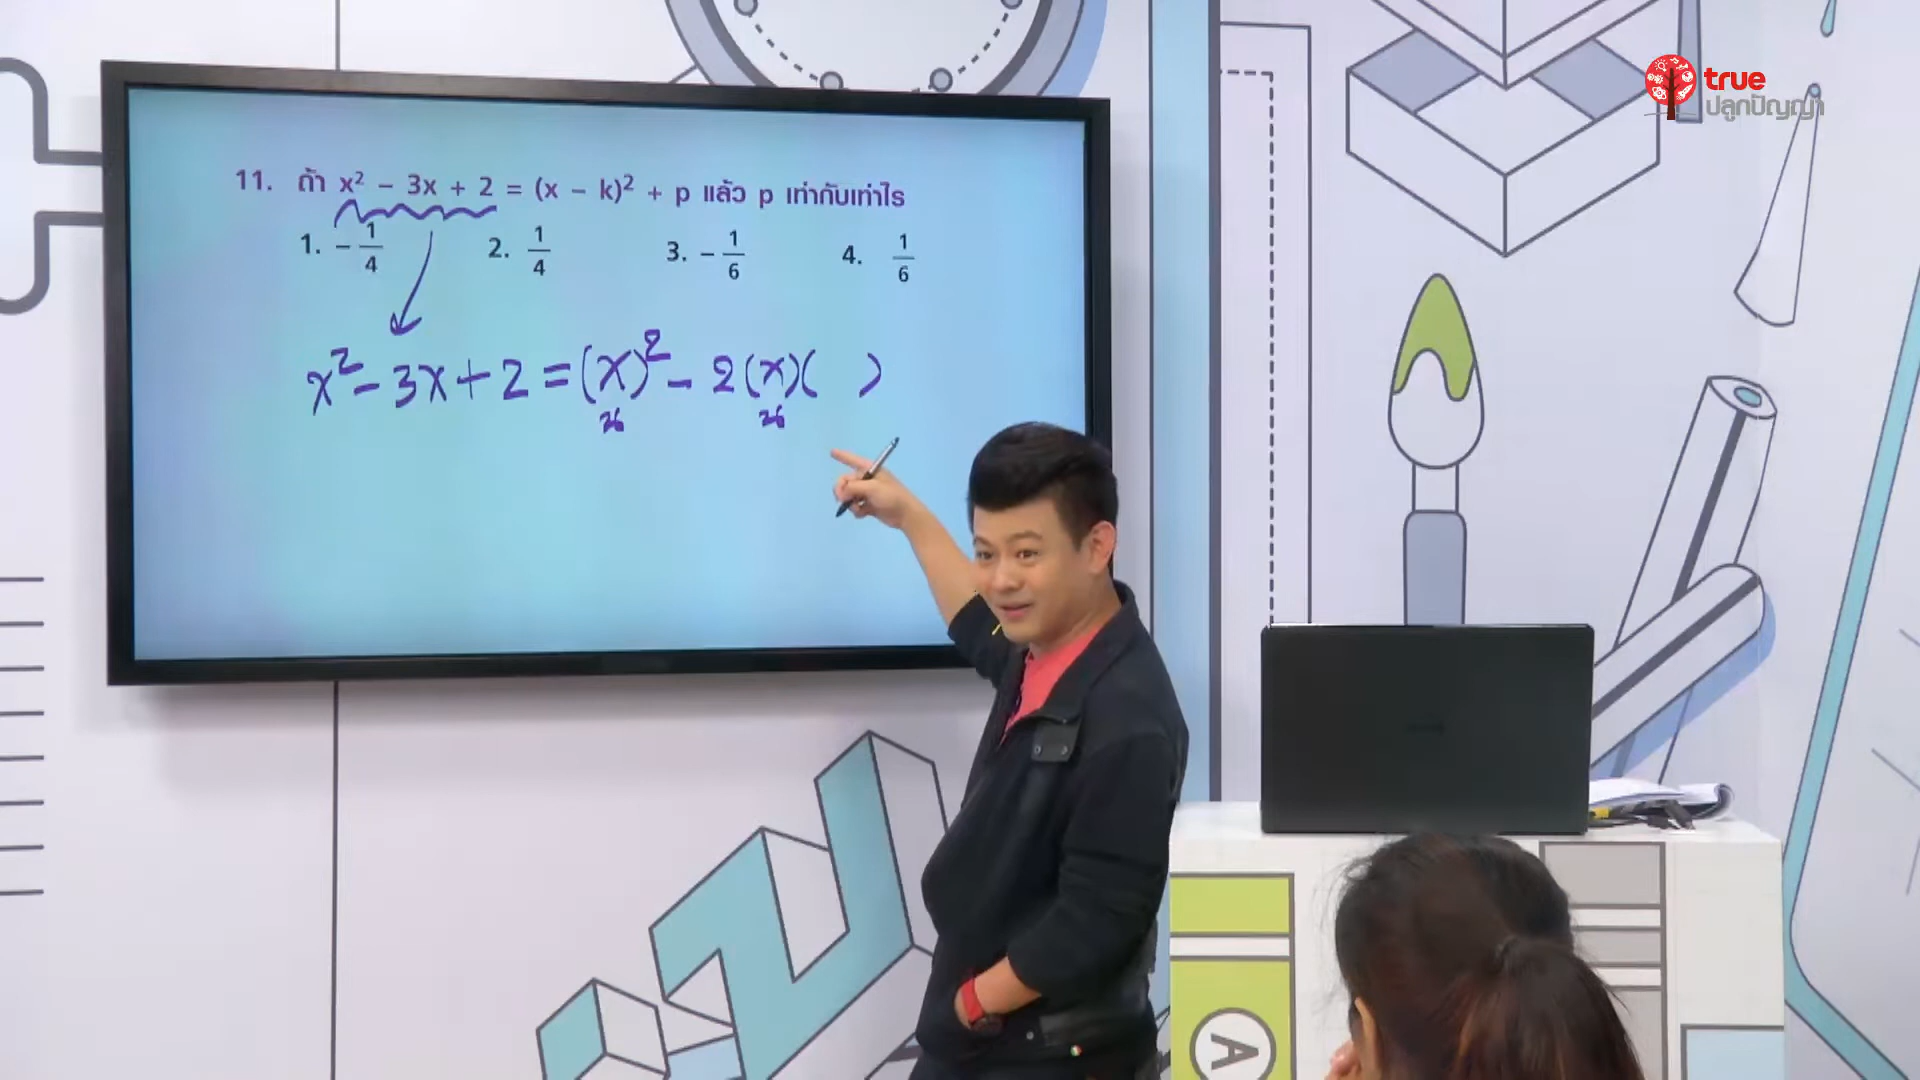 true
ปลูกปัญญา
11. ถ้า x² – 3x + 2 = (x – k)² + p แล้ว p เท่ากับเท่าไร
1. –1/4 2. 1/4 3. –1/6 4. 1/6
x² – 3x + 2 = (x)² – 2(x)( )
น น
A